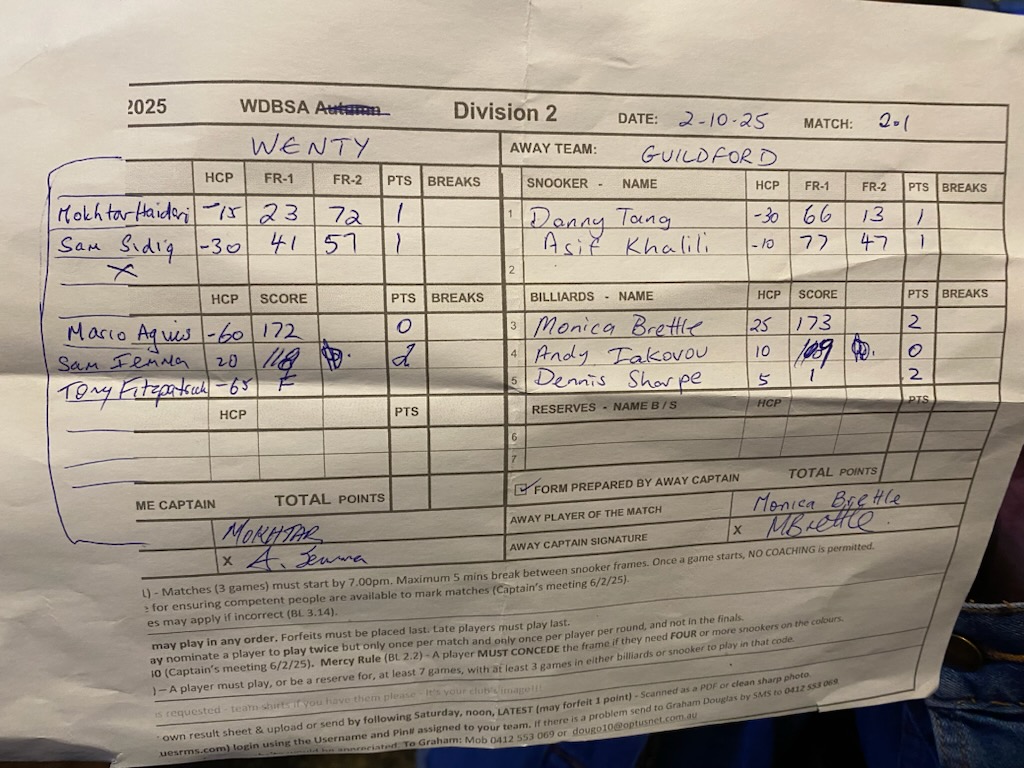 2025 WDBSA Autumn Division 2 DATE: 2-10-25 MATCH: 2.1
WENTY AWAY TEAM: GUILDFORD
HCP FR-1 FR-2 PTS BREAKS SNOOKER - NAME HCP FR-1 FR-2 PTS BREAKS
Mokhtar Haidari -15 23 72 1 1 Danny Tang -30 66 13 1
Sam Sidiq -30 41 57 1 Asif Khalili -10 77 47 1
X 2
HCP SCORE PTS BREAKS BILLIARDS - NAME HCP SCORE PTS BREAKS
Mario Agius -60 172 0 3 Monica Brettle 25 173 2
Sam 20 2 4 Andy Iakovou 10 109 0
Tony Fitzpatrick -65 F 5 Dennis Sharpe 5 1 2
HCP PTS RESERVES - NAME B / S HCP PTS
6
7
ME CAPTAIN TOTAL POINTS FORM PREPARED BY AWAY CAPTAIN TOTAL POINTS
MOKHTAR AWAY PLAYER OF THE MATCH Monica Brettle
X A. Jemma AWAY CAPTAIN SIGNATURE X MBrettle
L) - Matches (3 games) must start by 7.00pm. Maximum 5 mins break between snooker frames. Once a game starts, NO COACHING is permitted.
e for ensuring competent people are available to mark matches (Captain's meeting 6/2/25).
es may apply if incorrect (BL 3.14).
may play in any order. Forfeits must be placed last. Late players must play last.
ay nominate a player to play twice but only once per match and only once per player per round, and not in the finals.
10 (Captain's meeting 6/2/25). Mercy Rule (BL 2.2) - A player MUST CONCEDE the frame if they need FOUR or more snookers on the colours.
) – A player must play, or be a reserve for, at least 7 games, with at least 3 games in either billiards or snooker to play in that code.
is requested - team shirts if you have them please - it's your club's image!!
own result sheet & upload or send by following Saturday, noon, LATEST (may forfeit 1 point) - Scanned as a PDF or clean sharp photo.
uesrms.com) login using the Username and Pin# assigned to your team. If there is a problem send to Graham Douglas by SMS to 0412 553 069
would be appreciated To Graham: Mob 0412 553 069 or dougo10@optusnet.com.au